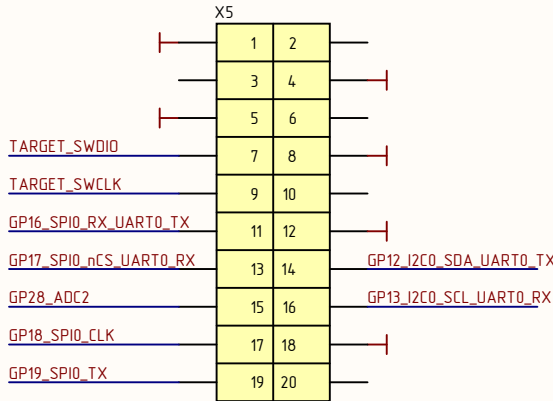 X5
1 2
3 4
5 6
TARGET_SWDIO 7 8
TARGET_SWCLK 9 10
GP16_SPI0_RX_UART0_TX 11 12
GP17_SPI0_nCS_UART0_RX 13 14 GP12_I2C0_SDA_UART0_TX
GP28_ADC2 15 16 GP13_I2C0_SCL_UART0_RX
GP18_SPI0_CLK 17 18
GP19_SPI0_TX 19 20